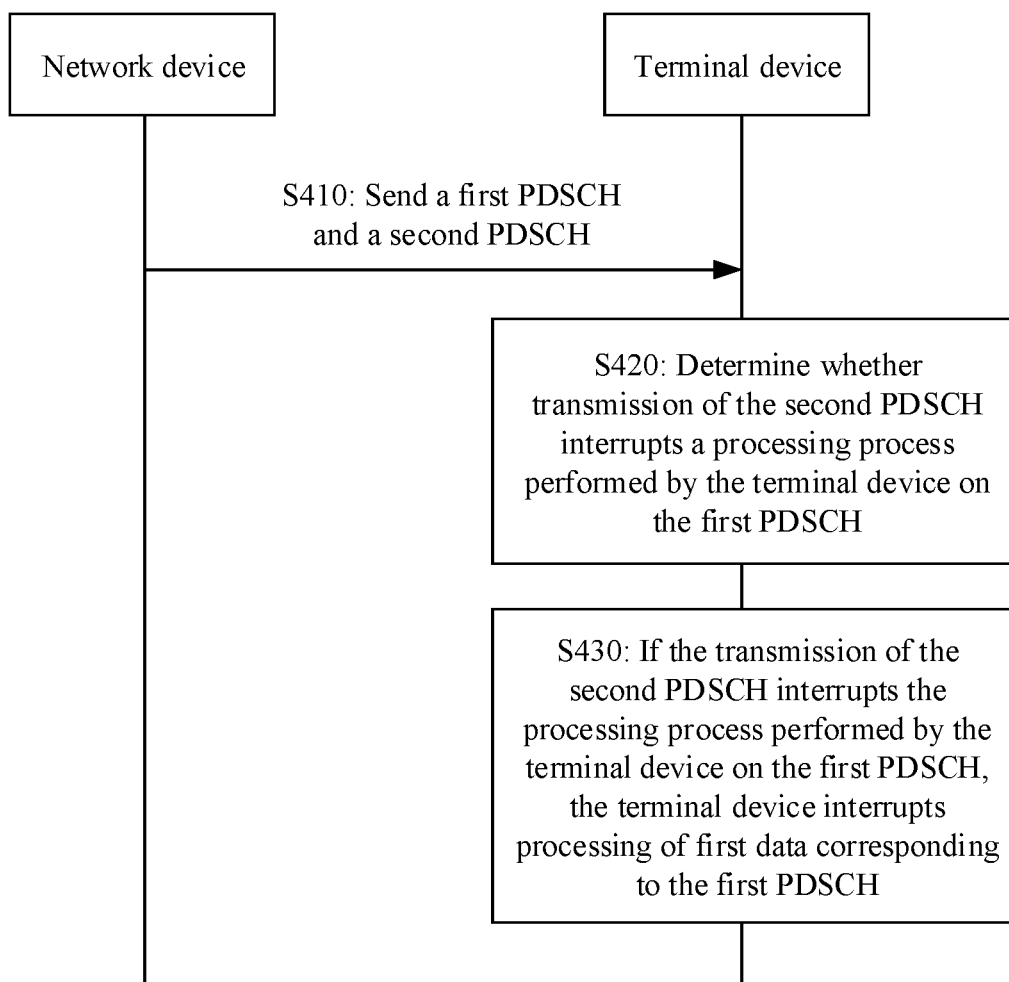 Network device
Terminal device
S410: Send a first PDSCH
and a second PDSCH
S420: Determine whether
transmission of the second PDSCH
interrupts a processing process
performed by the terminal device on
the first PDSCH
S430: If the transmission of the
second PDSCH interrupts the
processing process performed by the
terminal device on the first PDSCH,
the terminal device interrupts
processing of first data corresponding
to the first PDSCH